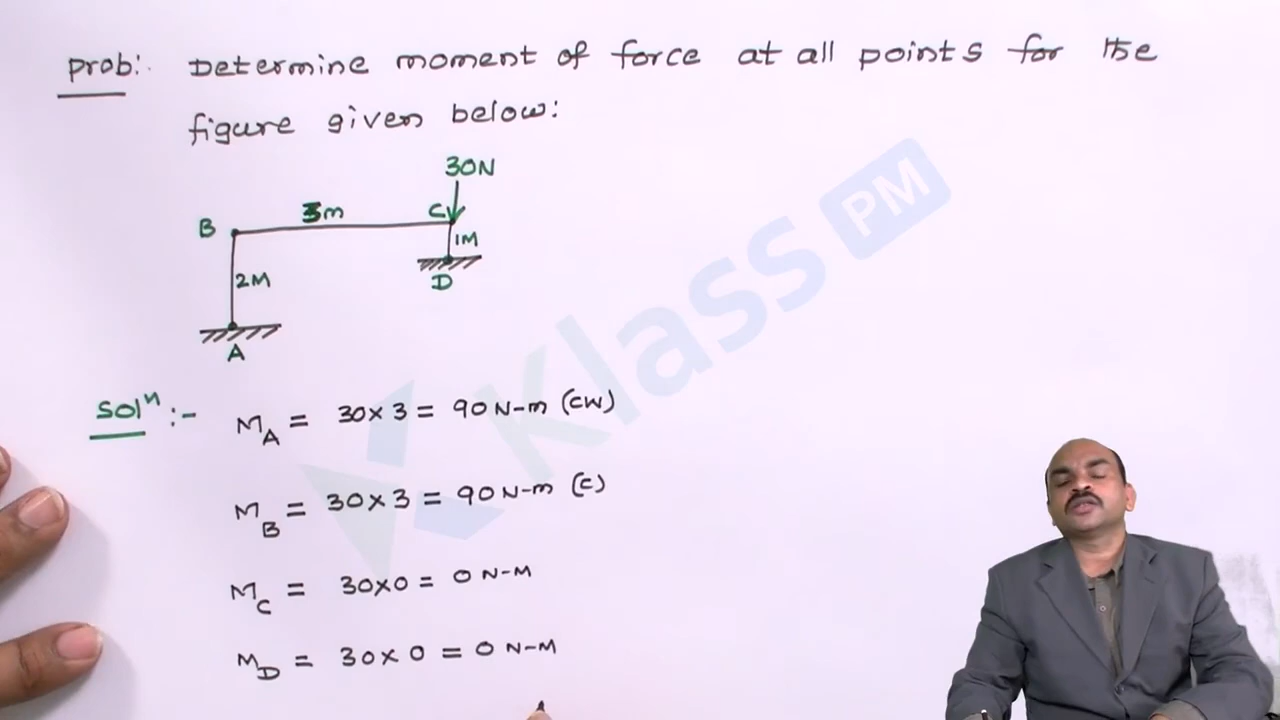 Prob:. Determine moment of force at all points for the
figure given below:
30N
B 3m C
1M
2M
D
A
Solⁿ :- M_A = 30×3 = 90 N-m (CW)
M_B = 30×3 = 90 N-m (C)
M_C = 30×0 = 0 N-M
M_D = 30×0 = 0 N-M
Klass PM